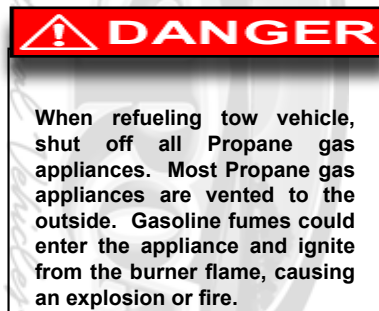 DANGER
When refueling tow vehicle,
shut off all Propane gas
appliances. Most Propane gas
appliances are vented to the
outside. Gasoline fumes could
enter the appliance and ignite
from the burner flame, causing
an explosion or fire.